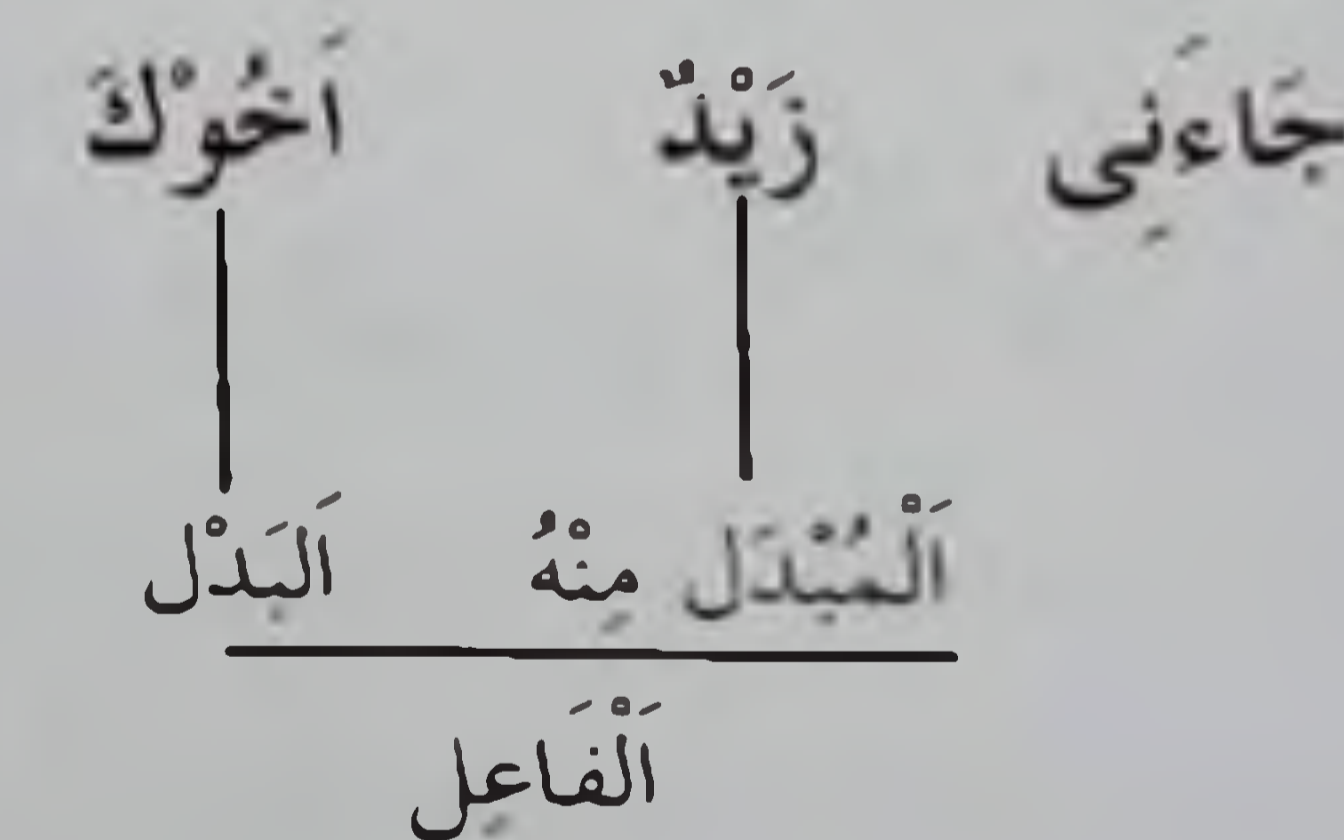 جَاءَنِى زَيْدٌ اَخُوْكَ
اَلْمُبْدَل مِنْهُ اَلبَدْل
اَلْفَاعِل